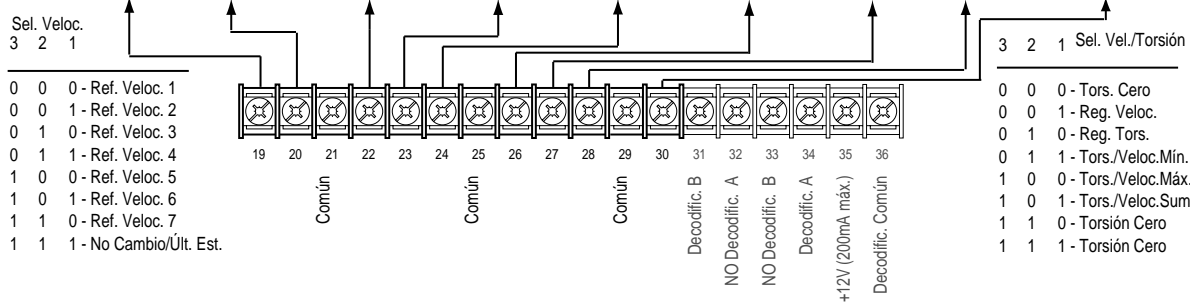 Sel. Veloc.
3 2 1
0 0 0 - Ref. Veloc. 1
0 0 1 - Ref. Veloc. 2
0 1 0 - Ref. Veloc. 3
0 1 1 - Ref. Veloc. 4
1 0 0 - Ref. Veloc. 5
1 0 1 - Ref. Veloc. 6
1 1 0 - Ref. Veloc. 7
1 1 1 - No Cambio/Últ. Est.
19 20 21 22 23 24 25 26 27 28 29 30 31 32 33 34 35 36
Común
Común
Común
Decodific. B
NO Decodific. A
NO Decodific. B
Decodific. A
+12V (200mA máx.)
Decodific. Común
3 2 1 Sel. Vel./Torsión
0 0 0 - Tors. Cero
0 0 1 - Reg. Veloc.
0 1 0 - Reg. Tors.
0 1 1 - Tors./Veloc.Mín.
1 0 0 - Tors./Veloc.Máx.
1 0 1 - Tors./Veloc.Sum
1 1 0 - Torsión Cero
1 1 1 - Torsión Cero